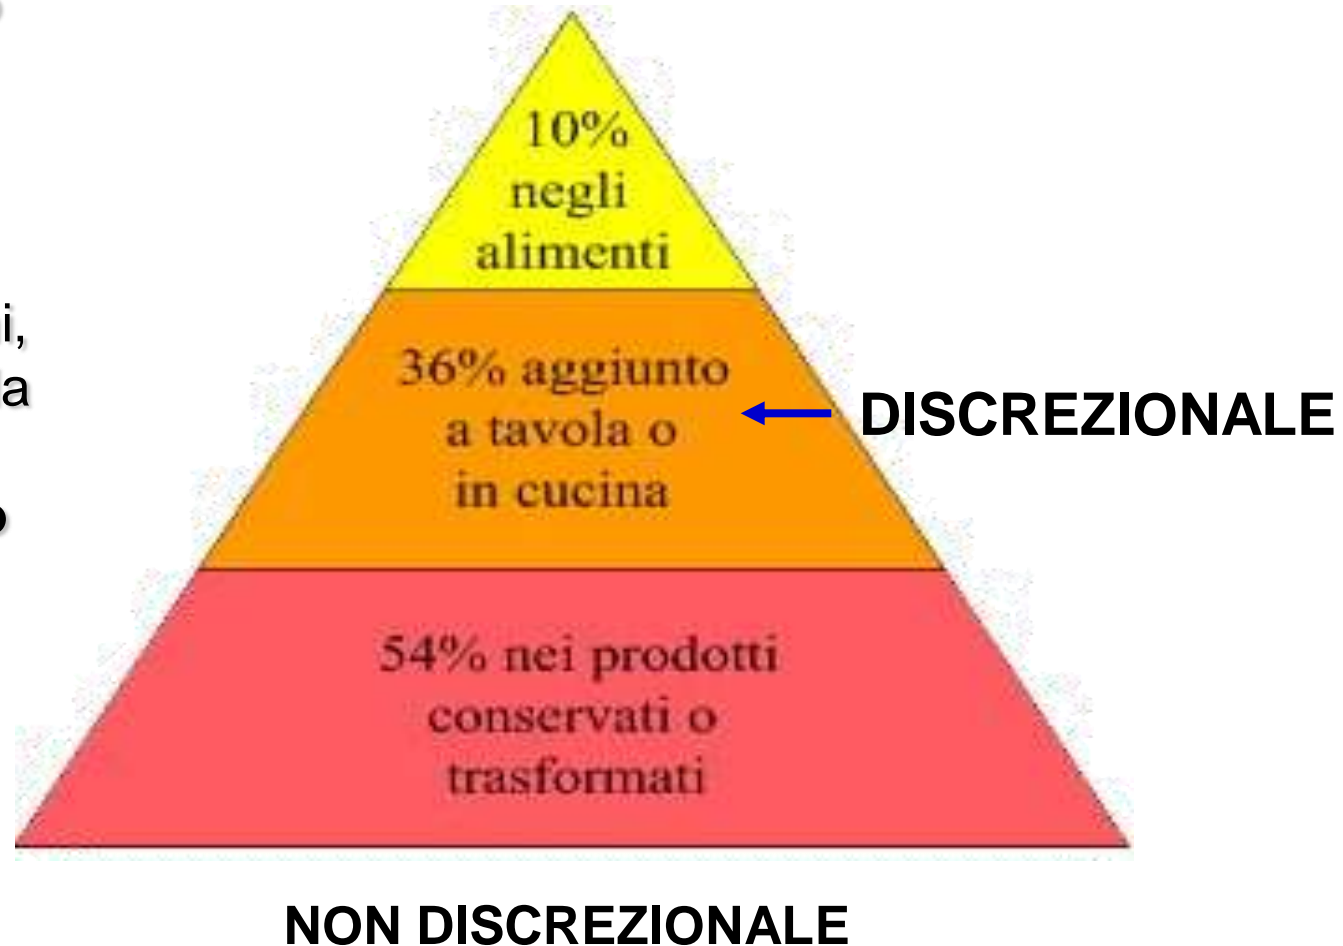 10%
negli
alimenti
36% aggiunto
a tavola o
in cucina
DISCREZIONALE
54% nei prodotti
conservati o
trasformati
NON DISCREZIONALE